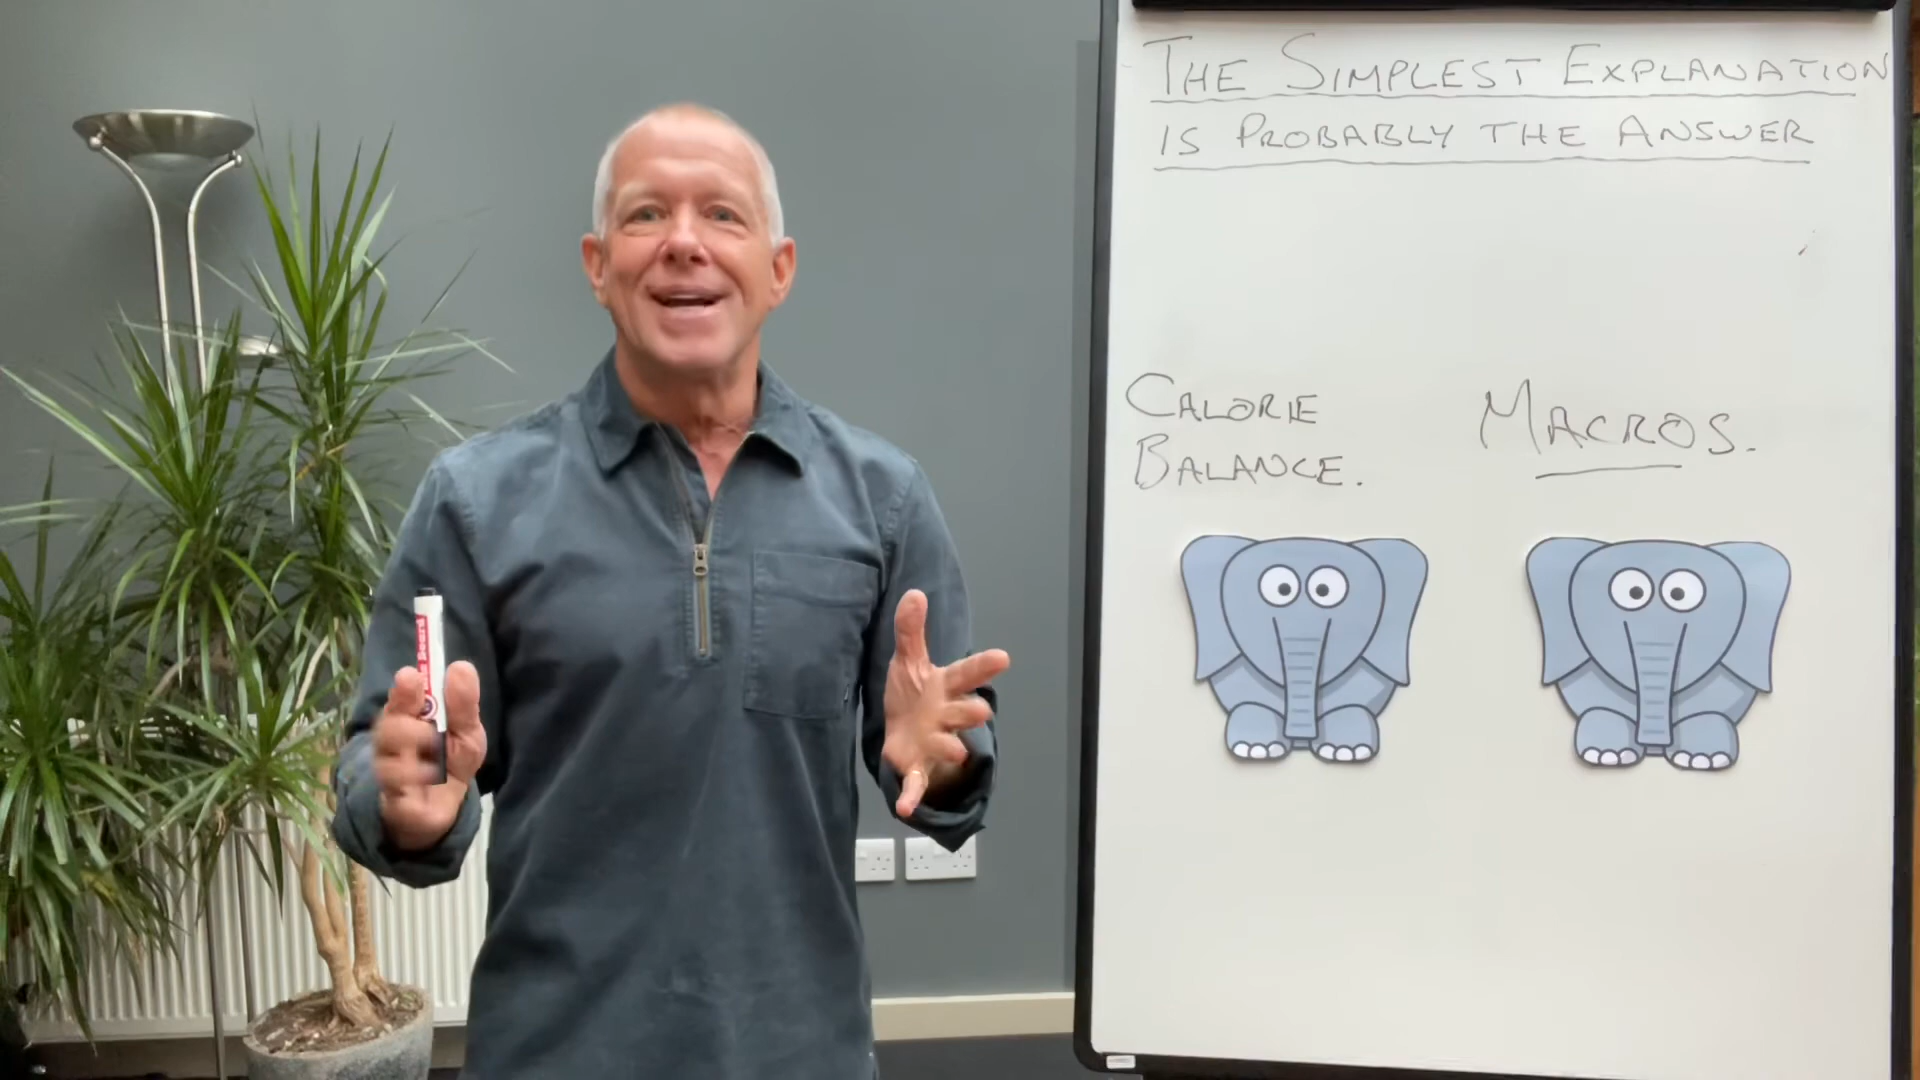 THE SIMPLEST EXPLANATION
IS PROBABLY THE ANSWER
CALORIE
BALANCE.
MACROS.